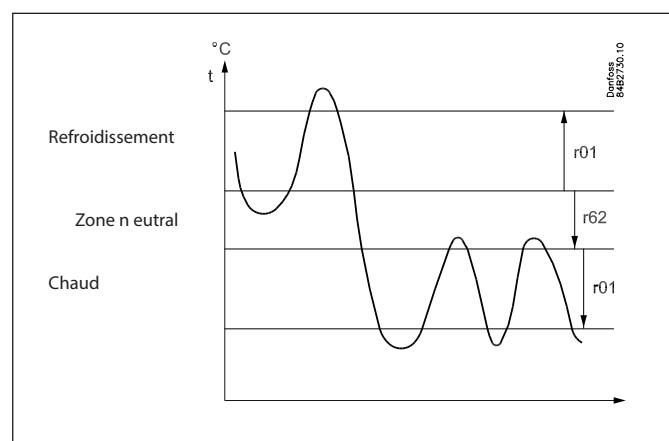 °C
t
Danfoss
84B2730.10
Refroidissement
r01
Zone n eutral
r62
Chaud
r01